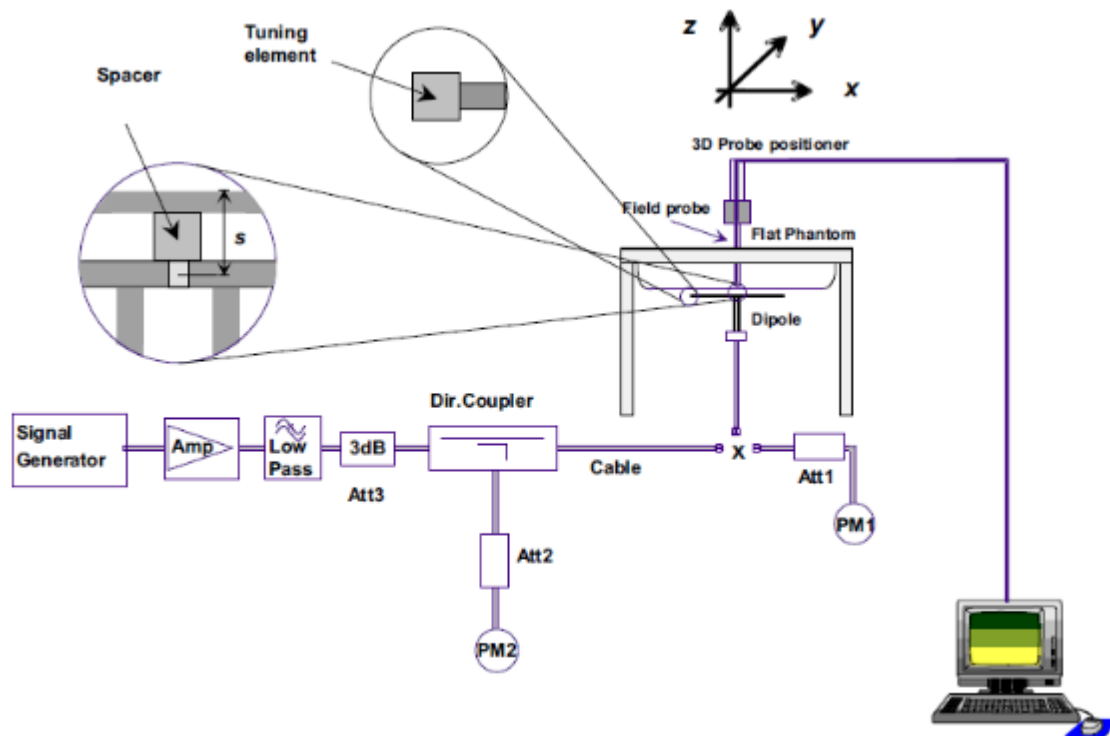 Tuning
element
Spacer
s
z
y
x
3D Probe positioner
Field probe
Flat Phantom
Dipole
Dir.Coupler
Signal
Generator
Amp
Low
Pass
3dB
Att3
Cable
X
Att1
PM1
Att2
PM2